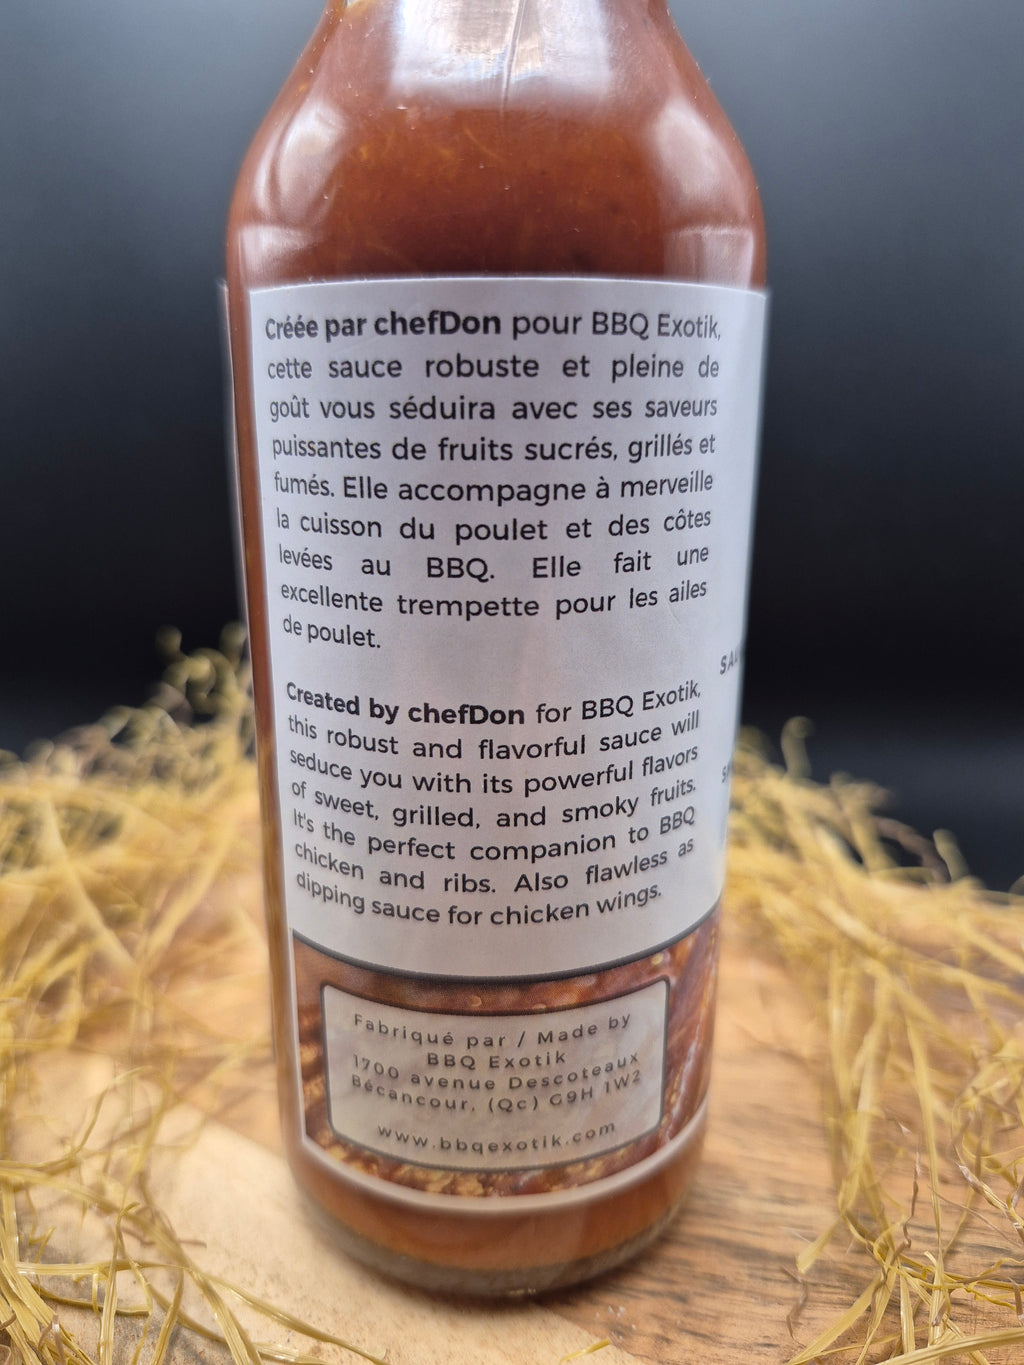 Créée par chefDon pour BBQ Exotik,
cette sauce robuste et pleine de
goût vous séduira avec ses saveurs
puissantes de fruits sucrés, grillés et
fumés. Elle accompagne à merveille
la cuisson du poulet et des côtes
levées au BBQ. Elle fait une
excellente trempette pour les ailes
de poulet.
Created by chefDon for BBQ Exotik,
this robust and flavorful sauce will
seduce you with its powerful flavors
of sweet, grilled, and smoky fruits.
It's the perfect companion to BBQ
chicken and ribs. Also flawless as
dipping sauce for chicken wings.
Fabriqué par / Made by
BBQ Exotik
1700 avenue Descoteaux
Bécancour, (Qc) G9H 1W2
www.bbqexotik.com